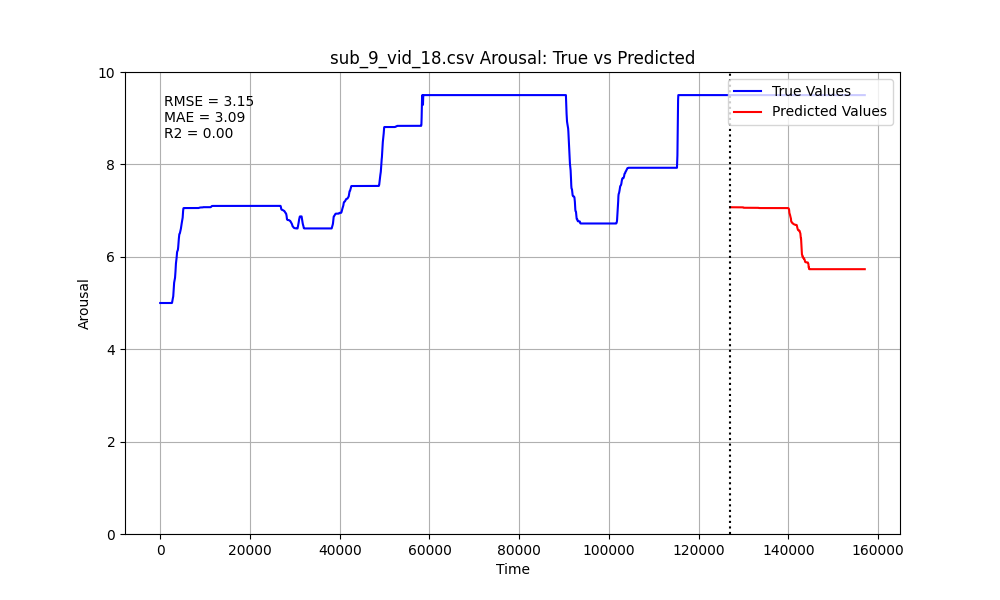 sub_9_vid_18.csv Arousal: True vs Predicted
RMSE = 3.15
MAE = 3.09
R2 = 0.00
True Values
Predicted Values
10
8
6
4
2
0
Arousal
0 20000 40000 60000 80000 100000 120000 140000 160000
Time